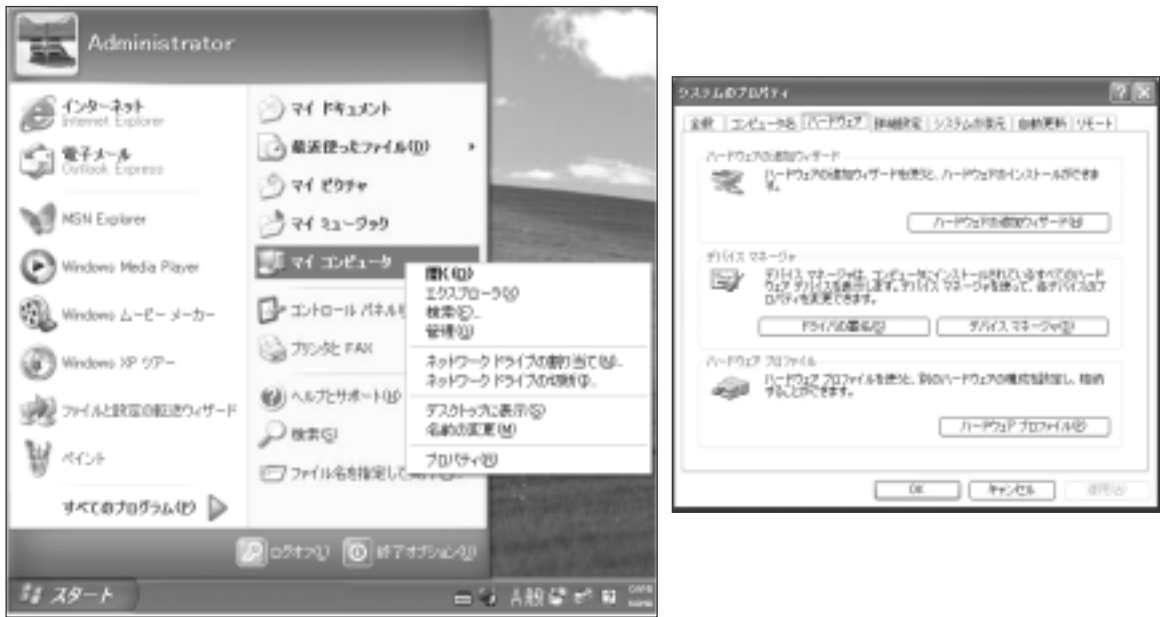 Administrator
インターネット
Internet Explorer
電子メール
Outlook Express
MSN Explorer
Windows Media Player
Windows ムービー メーカー
Windows XP ツアー
ファイルと設定の転送ウィザード
ペイント
すべてのプログラム(P)
マイ ドキュメント
最近使ったファイル(D)
マイ ピクチャ
マイ ミュージック
マイ コンピュータ
コントロール パネル
プリンタと FAX
ヘルプとサポート(H)
検索(S)
ファイル名を指定して
開く(O)
エクスプローラ(X)
検索(E)...
管理(G)
ネットワーク ドライブの割り当て(N)...
ネットワーク ドライブの切断(I)...
デスクトップに表示(S)
名前の変更(M)
プロパティ(R)
ログオフ(L)
終了オプション(U)
スタート
A 般
システムのプロパティ
全般
コンピュータ名
ハードウェア
詳細設定
システムの復元
自動更新
リモート
ハードウェアの追加ウィザード
ハードウェアの追加ウィザードを使うと、ハードウェアのインストールができま
す。
ハードウェアの追加ウィザード(H)
デバイス マネージャ
デバイス マネージャは、コンピュータにインストールされているすべてのハード
ウェア デバイスを表示します。デバイス マネージャを使って、各デバイスのプ
ロパティを変更できます。
ドライバの署名(S)
デバイス マネージャ(D)
ハードウェア プロファイル
ハードウェア プロファイルを使うと、別のハードウェアの構成を設定し、格納
することができます。
ハードウェア プロファイル(P)
OK
キャンセル
適用(A)